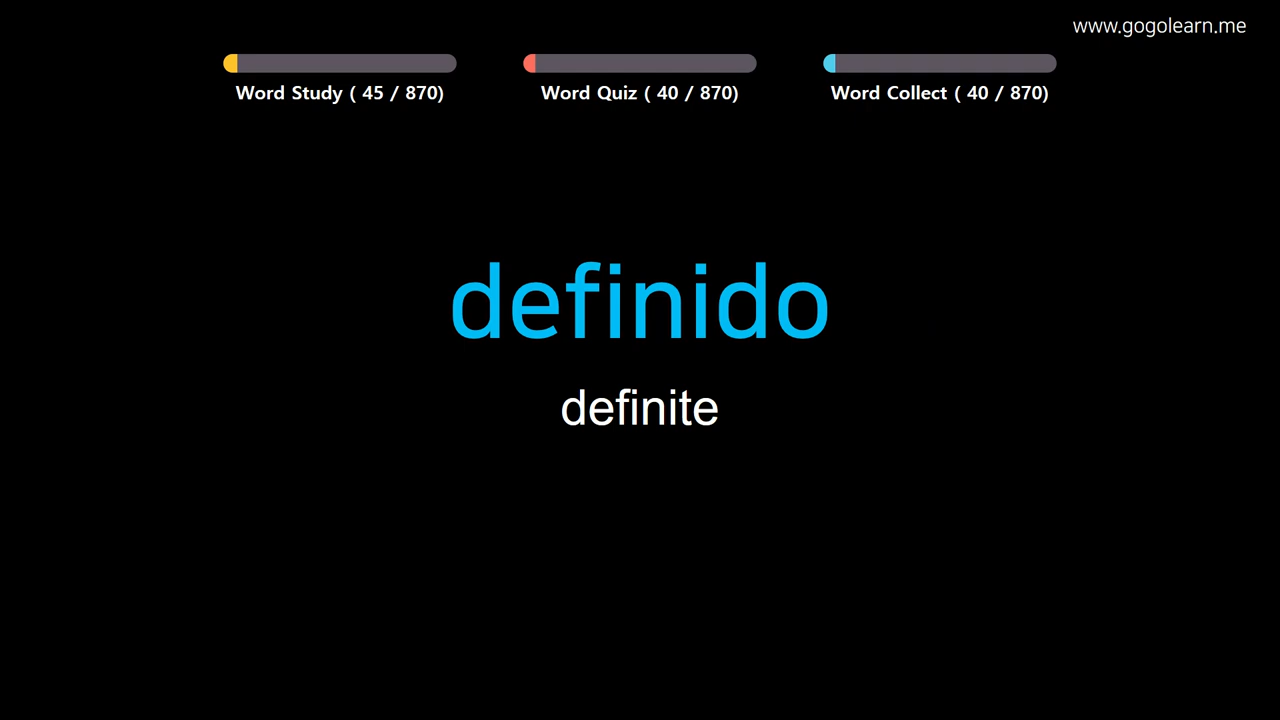 www.gogolearn.me
Word Study ( 45 / 870)
Word Quiz ( 40 / 870)
Word Collect ( 40 / 870)
definido
definite